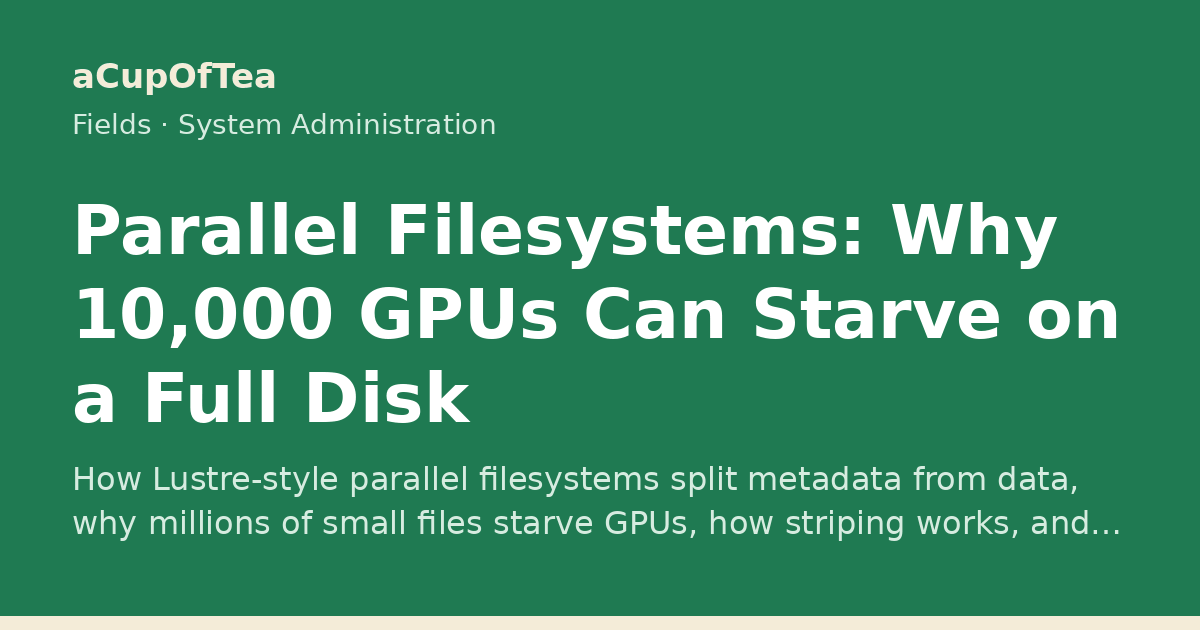 aCupOfTea
Fields · System Administration
Parallel Filesystems: Why
10,000 GPUs Can Starve on
a Full Disk
How Lustre-style parallel filesystems split metadata from data,
why millions of small files starve GPUs, how striping works, and…